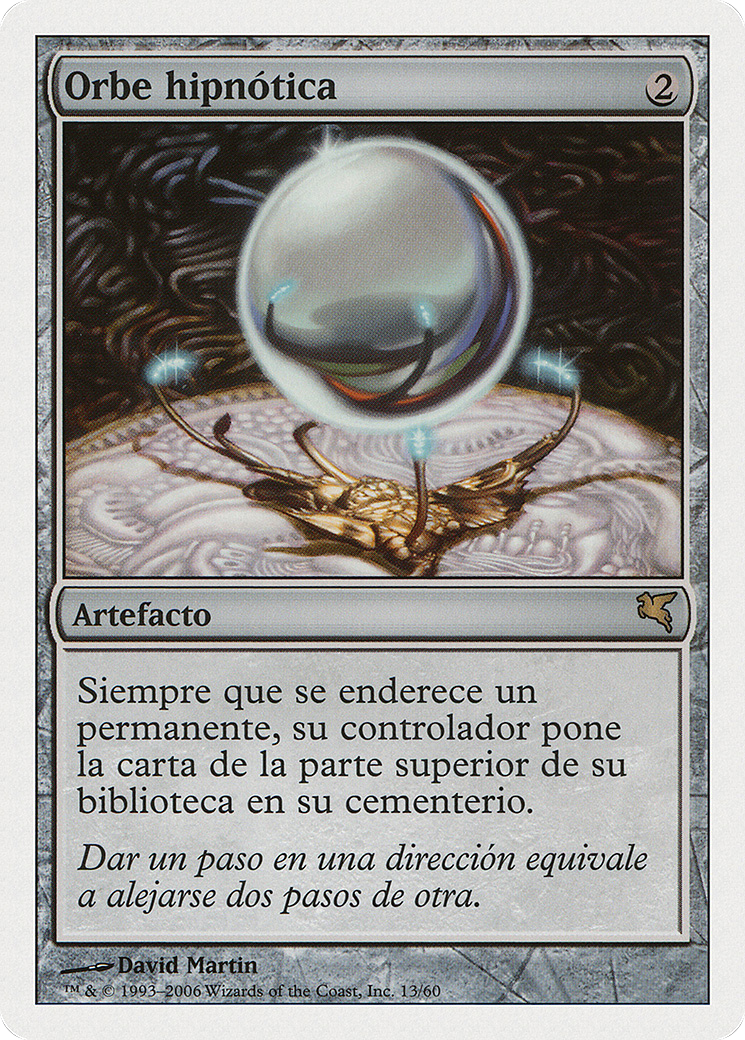 Orbe hipnótica
2
Artefacto
Siempre que se enderece un
permanente, su controlador pone
la carta de la parte superior de su
biblioteca en su cementerio.
Dar un paso en una dirección equivale
a alejarse dos pasos de otra.
David Martin
™ & © 1993–2006 Wizards of the Coast, Inc. 13/60